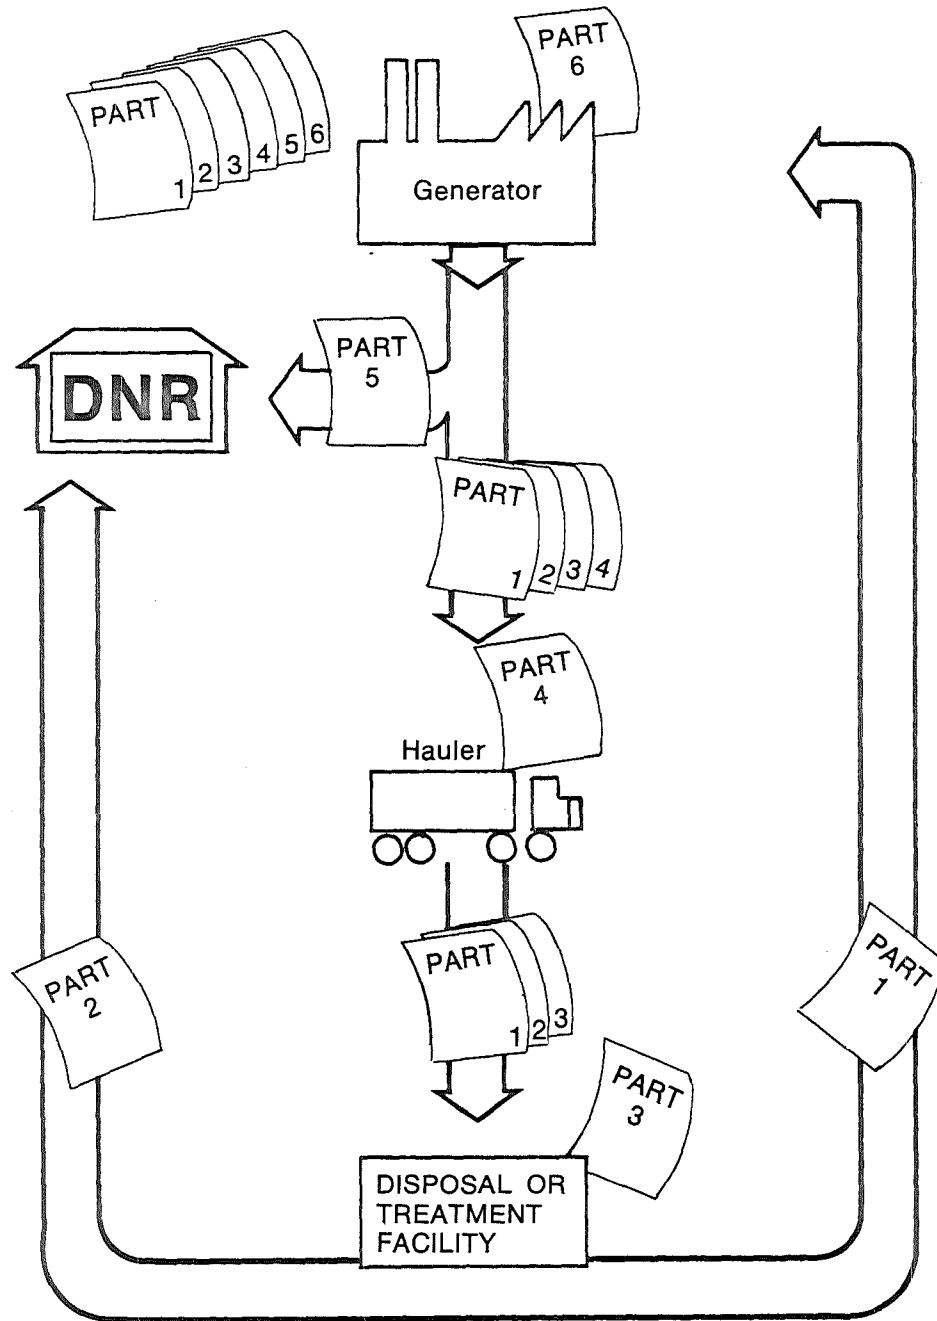 PART
6
PART
1 2 3 4 5 6
Generator
PART
5
DNR
PART
1 2 3 4
PART
4
Hauler
PART
2
PART
1
PART
1 2 3
PART
3
DISPOSAL OR
TREATMENT
FACILITY